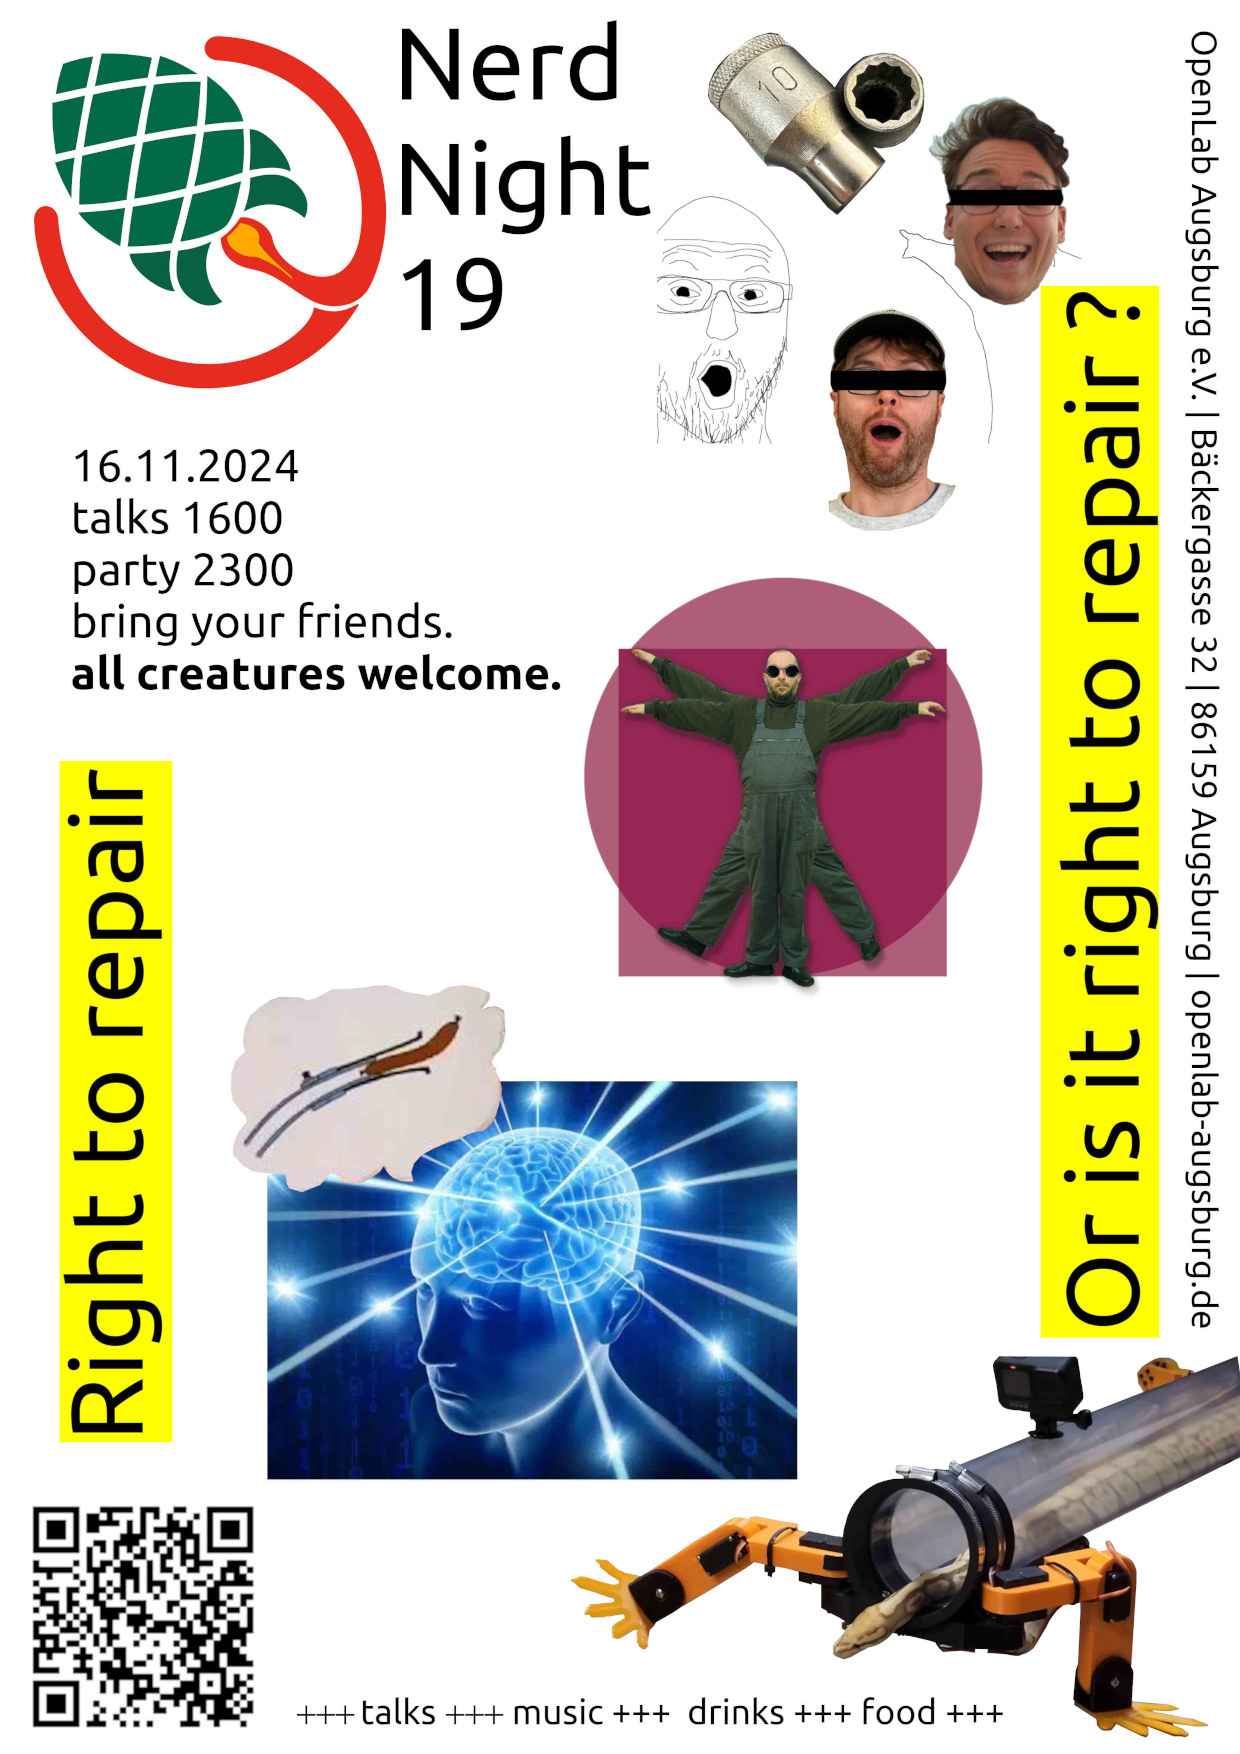 Nerd
Night
19
10
16.11.2024
talks 1600
party 2300
bring your friends.
all creatures welcome.
Right to repair
Or is it right to repair ?
OpenLab Augsburg e.V. | Bäckergasse 32 | 86159 Augsburg | openlab-augsburg.de
+++ talks +++ music +++ drinks +++ food +++